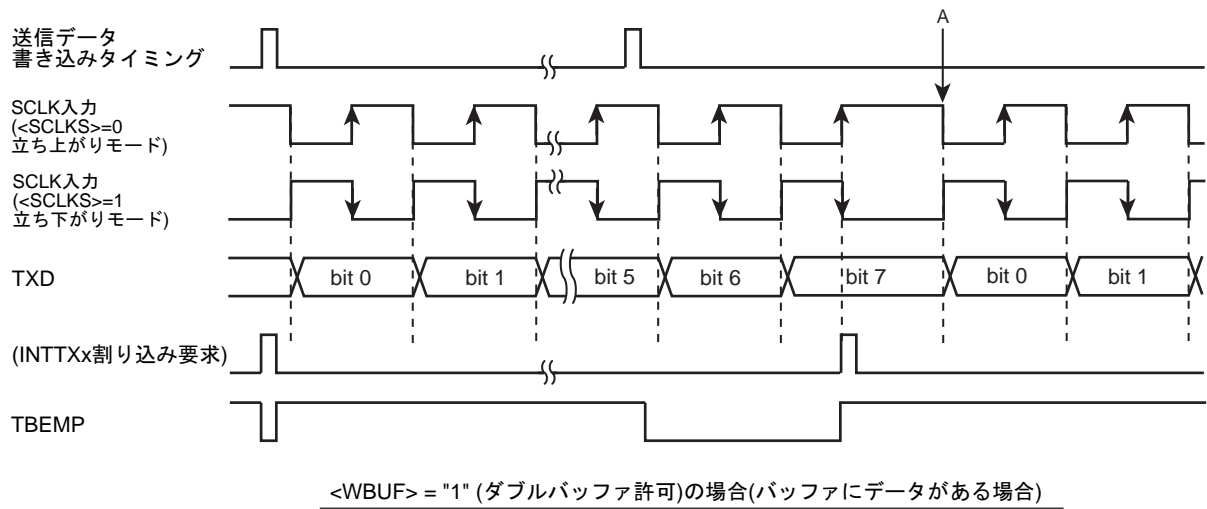 A
送信データ
書き込みタイミング
SCLK入力
(<SCLKS>=0
立ち上がりモード)
SCLK入力
(<SCLKS>=1
立ち下がりモード)
TXD
bit 0
bit 1
bit 5
bit 6
bit 7
bit 0
bit 1
(INTTXx割り込み要求)
TBEMP
<WBUF> = "1" (ダブルバッファ許可)の場合(バッファにデータがある場合)